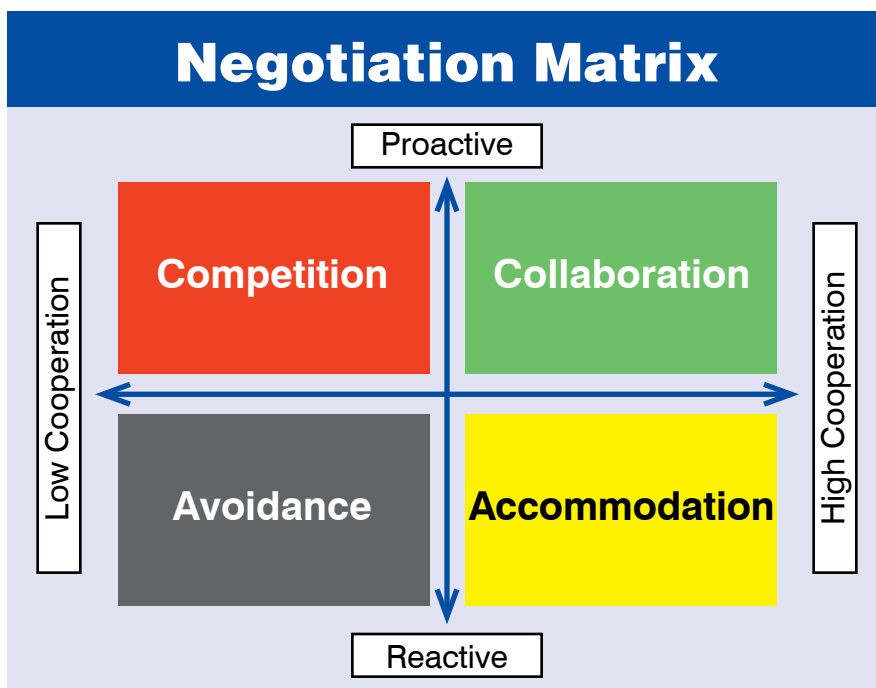 Negotiation Matrix
Proactive
Low Cooperation
Competition
Collaboration
High Cooperation
Avoidance
Accommodation
Reactive